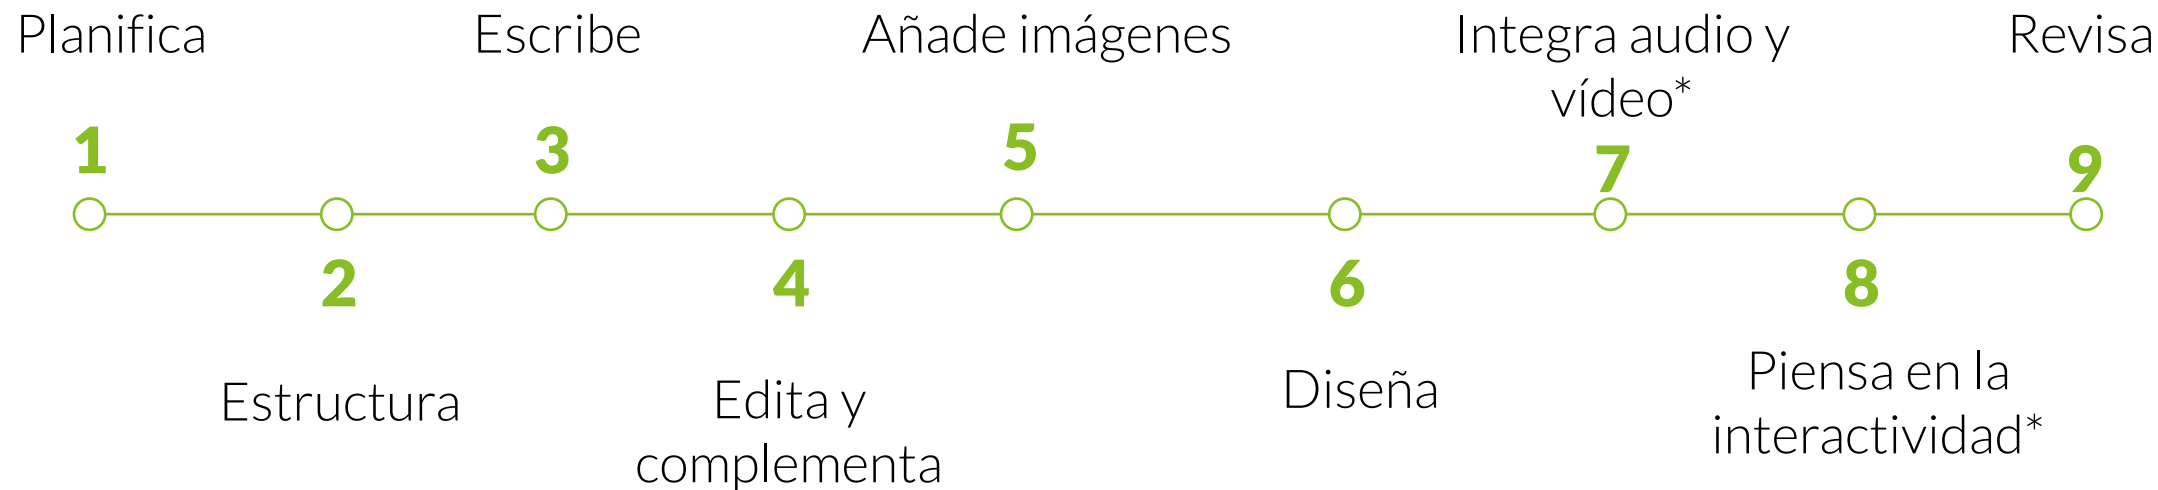 Planifica
Escribe
Añade imágenes
Integra audio y
vídeo*
Revisa
1
3
5
7
9
2
4
6
8
Estructura
Edita y
complementa
Diseña
Piensa en la
interactividad*